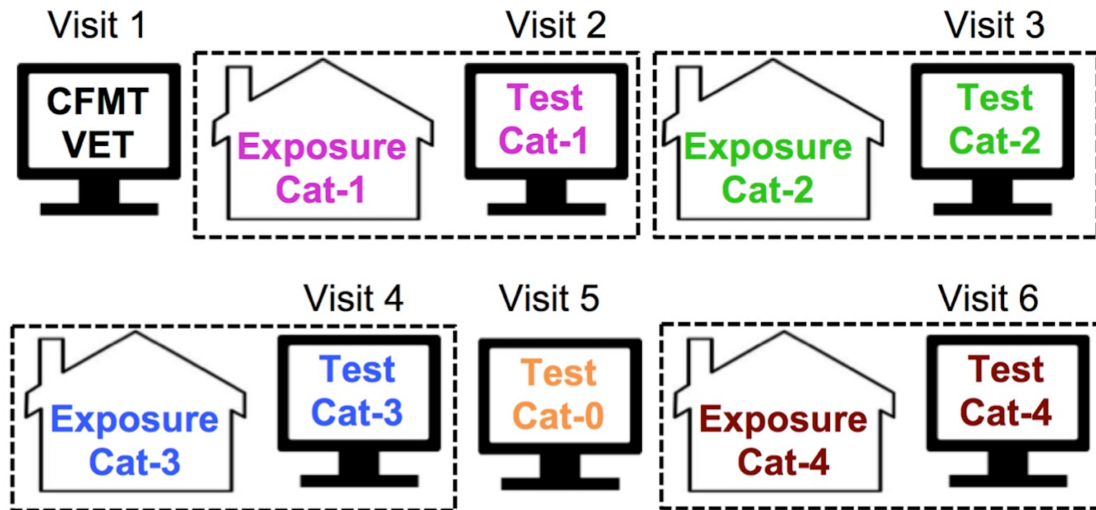 Visit 1
Visit 2
Visit 3
CFMT
VET
Exposure
Cat-1
Test
Cat-1
Exposure
Cat-2
Test
Cat-2
Visit 4
Visit 5
Visit 6
Exposure
Cat-3
Test
Cat-3
Test
Cat-0
Exposure
Cat-4
Test
Cat-4